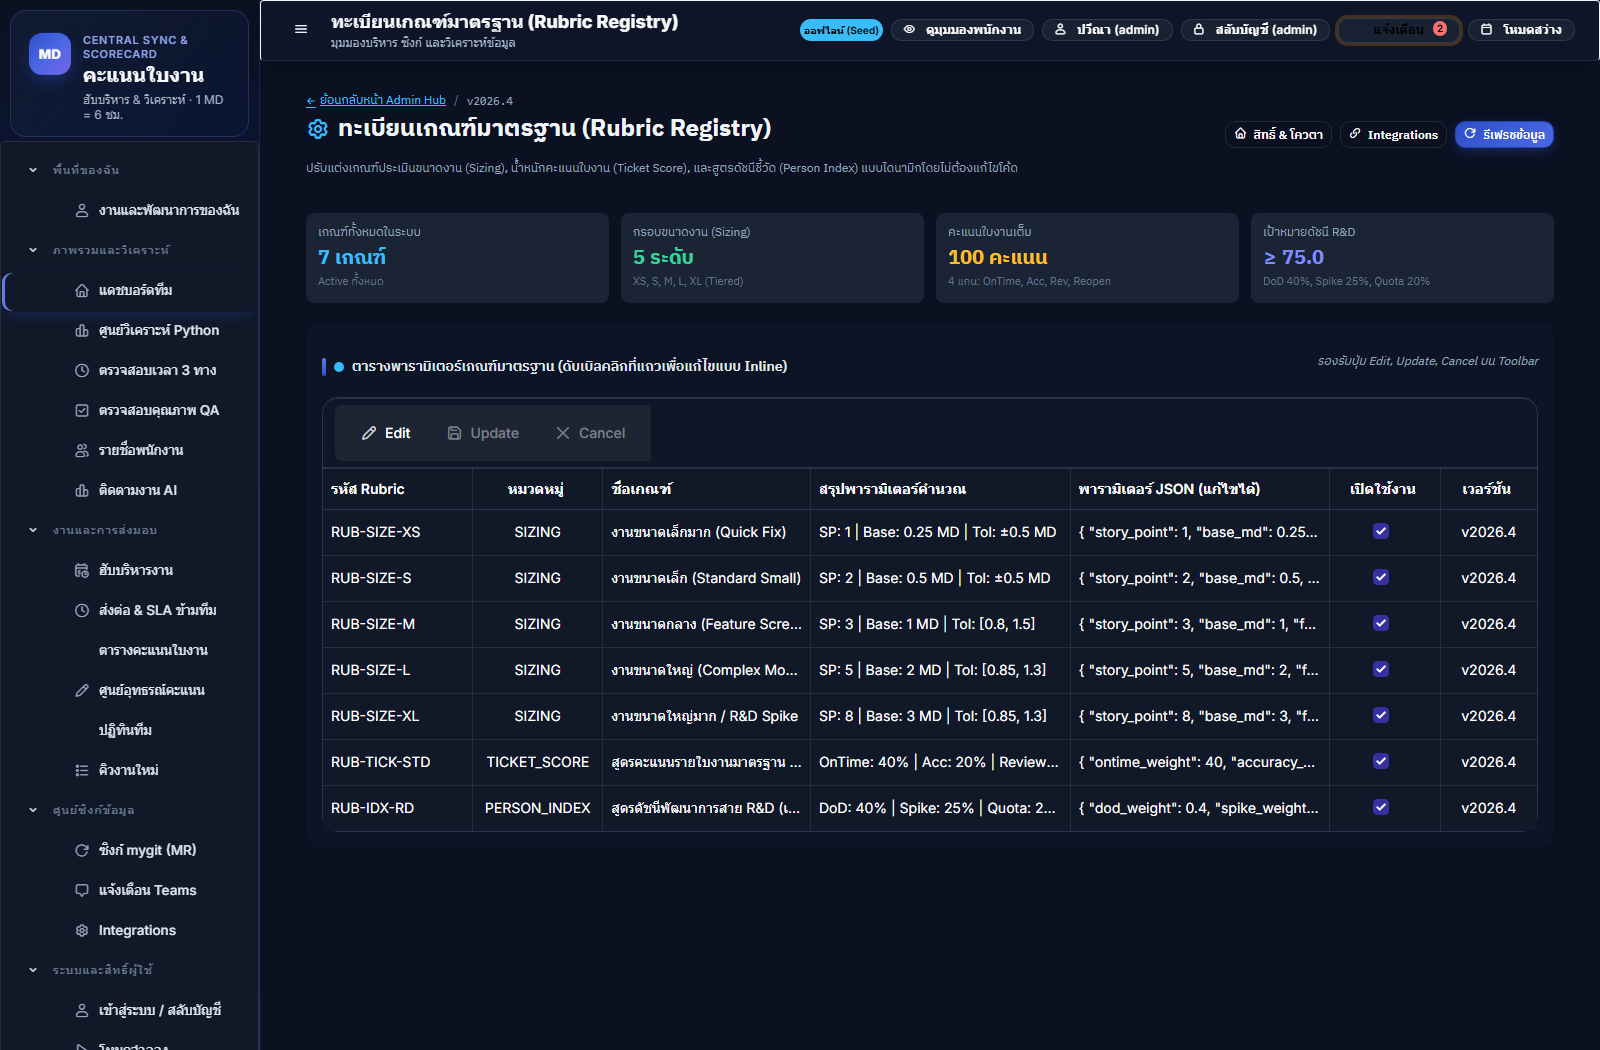 MD
CENTRAL SYNC & SCORECARD
คะแนนใบงาน
ฮับบริหาร & วิเคราะห์ · 1 MD = 6 ชม.
พื้นที่ของฉัน
งานและพัฒนาการของฉัน
ภาพรวมและวิเคราะห์
แดชบอร์ดทีม
ศูนย์วิเคราะห์ Python
ตรวจสอบเวลา 3 ทาง
ตรวจสอบคุณภาพ QA
รายชื่อพนักงาน
ติดตามงาน AI
งานและการส่งมอบ
ฮับบริหารงาน
ส่งต่อ & SLA ข้ามทีม
ตารางคะแนนใบงาน
ศูนย์อุทธรณ์คะแนน
ปฏิทินทีม
คิวงานใหม่
ศูนย์ซิงก์ข้อมูล
ซิงก์ mygit (MR)
แจ้งเตือน Teams
Integrations
ระบบและสิทธิ์ผู้ใช้
เข้าสู่ระบบ / สลับบัญชี
ทะเบียนเกณฑ์มาตรฐาน (Rubric Registry)
มุมมองบริหาร ซิงก์ และวิเคราะห์ข้อมูล
ออฟไลน์ (Seed)
ดูมุมมองพนักงาน
ปวีณา (admin)
สลับบัญชี (admin)
แจ้งเตือน 2
โหมดสว่าง
← ย้อนกลับหน้า Admin Hub / v2026.4
ทะเบียนเกณฑ์มาตรฐาน (Rubric Registry)
ปรับแต่งเกณฑ์ประเมินขนาดงาน (Sizing), น้ำหนักคะแนนใบงาน (Ticket Score), และสูตรดัชนีชี้วัด (Person Index) แบบไดนามิกโดยไม่ต้องแก้ไขโค้ด
สิทธิ์ & โควตา
Integrations
รีเฟรชข้อมูล
เกณฑ์ทั้งหมดในระบบ
7 เกณฑ์
Active ทั้งหมด
กรอบขนาดงาน (Sizing)
5 ระดับ
XS, S, M, L, XL (Tiered)
คะแนนใบงานเต็ม
100 คะแนน
4 แกน: OnTime, Acc, Rev, Reopen
เป้าหมายดัชนี R&D
≥ 75.0
DoD 40%, Spike 25%, Quota 20%
ตารางพารามิเตอร์เกณฑ์มาตรฐาน (ดับเบิลคลิกที่แถวเพื่อแก้ไขแบบ Inline)
รองรับปุ่ม Edit, Update, Cancel บน Toolbar
Edit Update Cancel
รหัส Rubric หมวดหมู่ ชื่อเกณฑ์ สรุปพารามิเตอร์คำนวณ พารามิเตอร์ JSON (แก้ไขได้) เปิดใช้งาน เวอร์ชัน
RUB-SIZE-XS SIZING งานขนาดเล็กมาก (Quick Fix) SP: 1 | Base: 0.25 MD | Tol: ±0.5 MD { "story_point": 1, "base_md": 0.25... v2026.4
RUB-SIZE-S SIZING งานขนาดเล็ก (Standard Small) SP: 2 | Base: 0.5 MD | Tol: ±0.5 MD { "story_point": 2, "base_md": 0.5, ... v2026.4
RUB-SIZE-M SIZING งานขนาดกลาง (Feature Scre... SP: 3 | Base: 1 MD | Tol: [0.8, 1.5] { "story_point": 3, "base_md": 1, "f... v2026.4
RUB-SIZE-L SIZING งานขนาดใหญ่ (Complex Mo... SP: 5 | Base: 2 MD | Tol: [0.85, 1.3] { "story_point": 5, "base_md": 2, "f... v2026.4
RUB-SIZE-XL SIZING งานขนาดใหญ่มาก / R&D Spike SP: 8 | Base: 3 MD | Tol: [0.85, 1.3] { "story_point": 8, "base_md": 3, "f... v2026.4
RUB-TICK-STD TICKET_SCORE สูตรคะแนนรายใบงานมาตรฐาน ... OnTime: 40% | Acc: 20% | Review... { "ontime_weight": 40, "accuracy_... v2026.4
RUB-IDX-RD PERSON_INDEX สูตรดัชนีพัฒนาการสาย R&D (เ... DoD: 40% | Spike: 25% | Quota: 2... { "dod_weight": 0.4, "spike_weight... v2026.4